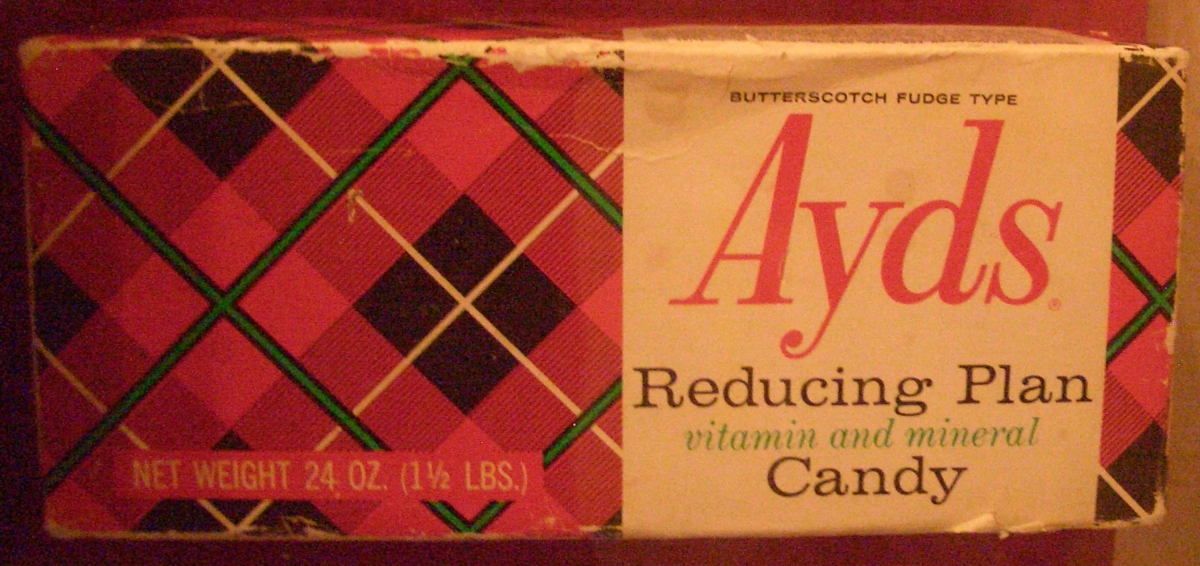 BUTTERSCOTCH FUDGE TYPE
Ayds®
Reducing Plan
vitamin and mineral
Candy
NET WEIGHT 24 OZ. (1½ LBS.)